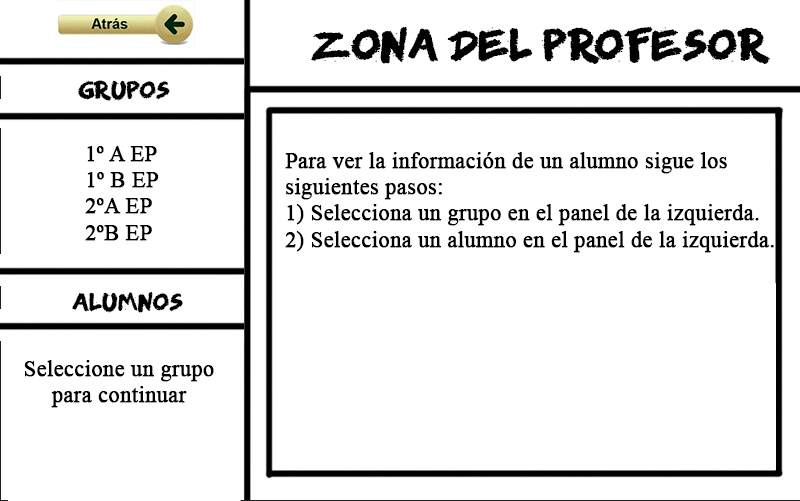 Atrás
ZONA DEL PROFESOR
GRUPOS
1º A EP
1º B EP
2ºA EP
2ºB EP
ALUMNOS
Seleccione un grupo
para continuar
Para ver la información de un alumno sigue los
siguientes pasos:
1) Selecciona un grupo en el panel de la izquierda.
2) Selecciona un alumno en el panel de la izquierda.